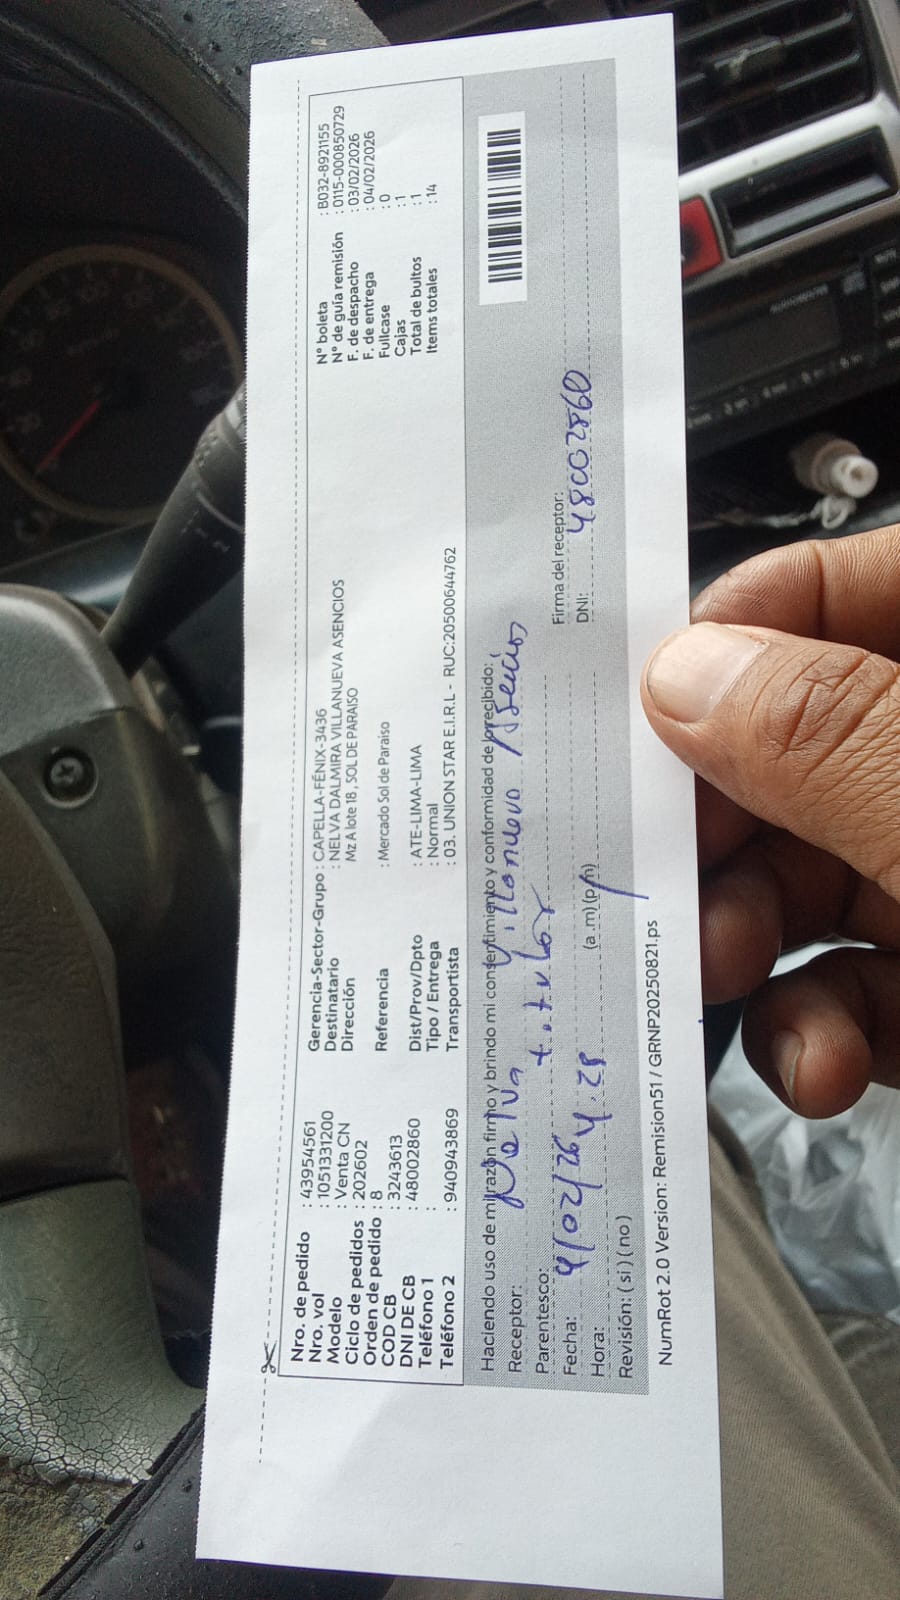 Nro. de pedido : 43954561
Nro. vol : 1051331200
Modelo : Venta CN
Ciclo de pedidos : 202602
Orden de pedido : 8
COD CB : 3243613
DNI DE CB : 48002860
Teléfono 1 :
Teléfono 2 : 940943869
Gerencia-Sector-Grupo : CAPELLA-FÉNIX-3436
Destinatario : NELVA DALMIRA VILLANUEVA ASENCIOS
Dirección Mz A lote 18 , SOL DE PARAISO
Referencia : Mercado Sol de Paraiso
Dist/Prov/Dpto : ATE-LIMA-LIMA
Tipo / Entrega : Normal
Transportista : 03. UNION STAR E.I.R.L - RUC:20500644762
N° boleta : B032-8921155
N° de guía remisión : 0115-000850729
F. de despacho : 03/02/2026
F. de entrega : 04/02/2026
Fullcase : 0
Cajas : 1
Total de bultos : 1
Items totales : 14
Haciendo uso de mi razón firmo y brindo mi consentimiento y conformidad de lo recibido:
Receptor: Nelva Villanueva Asencios
Parentesco: titular
Fecha: 4/02/26
Hora: 4.28 (a .m) (p.m)
Revisión: ( si ) ( no )
Firma del receptor:
DNI: 48002860
NumRot 2.0 Version: Remision51 / GRNP20250821.ps